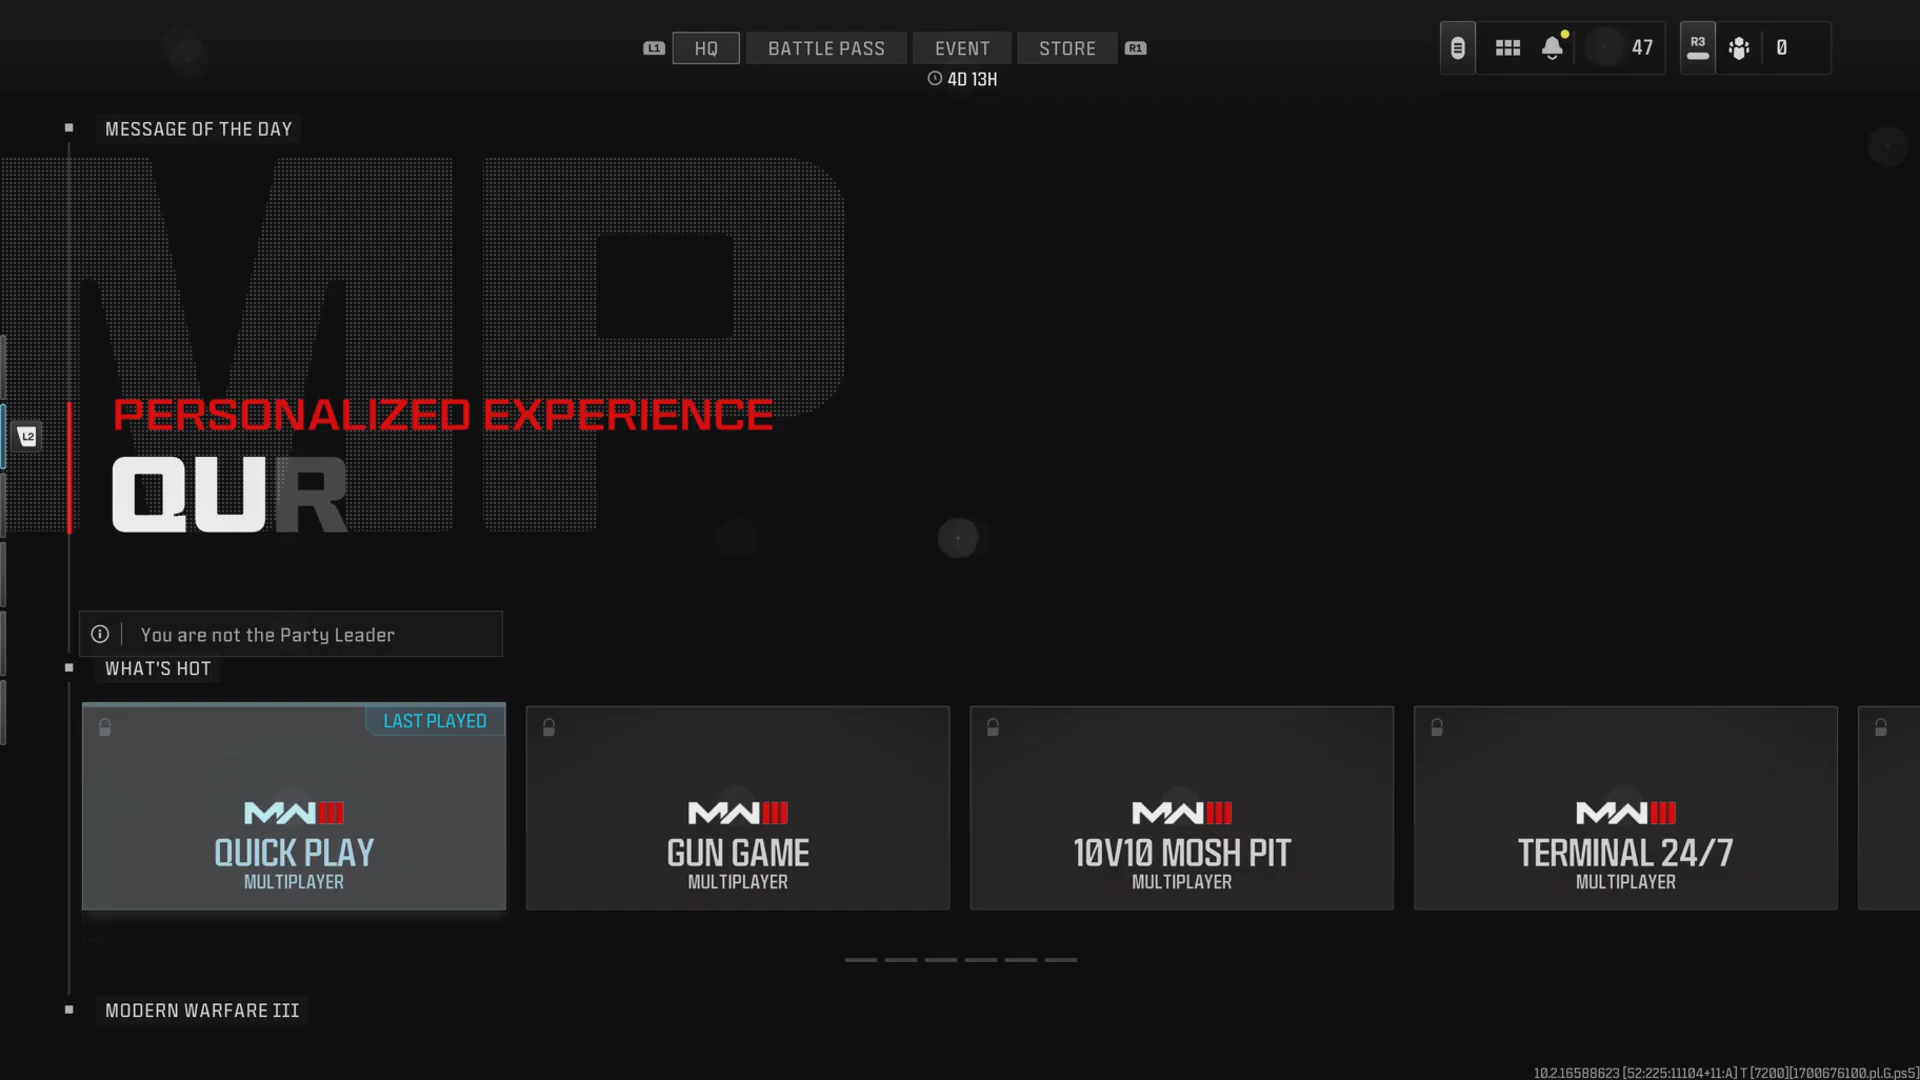 L1 HQ BATTLE PASS EVENT STORE R1
4D 13H
47 R3 0
MESSAGE OF THE DAY
MP
PERSONALIZED EXPERIENCE
QUR
L2
You are not the Party Leader
WHAT'S HOT
LAST PLAYED
MWIII
QUICK PLAY
MULTIPLAYER
MWIII
GUN GAME
MULTIPLAYER
MWIII
10V10 MOSH PIT
MULTIPLAYER
MWIII
TERMINAL 24/7
MULTIPLAYER
MODERN WARFARE III
10.2.16588623 [52:225:11104+11:A] T [7200][1700676100.pl.G.ps5]